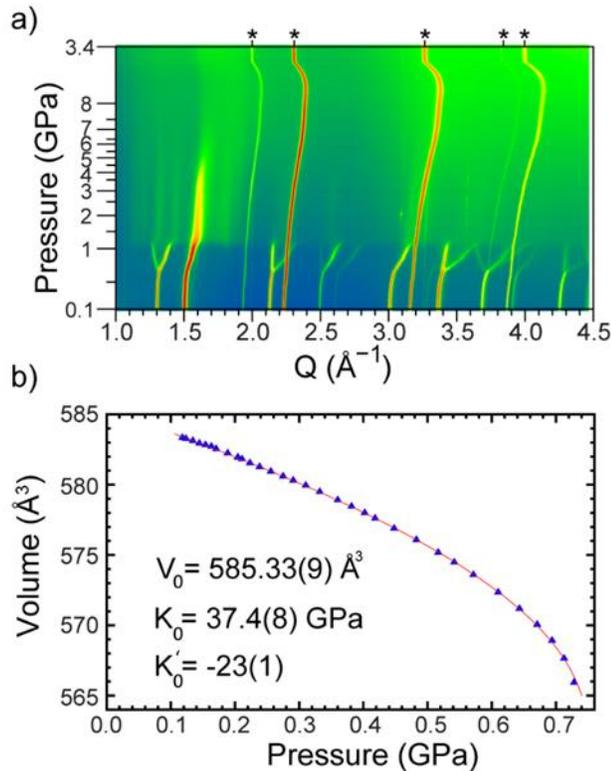 a)
* * * * *
3.4
8
7
6
5
4
3
2
1
0.1
Pressure (GPa)
1.0 1.5 2.0 2.5 3.0 3.5 4.0 4.5
Q (Å⁻¹)
b)
585
580
575
570
565
Volume (Å³)
V₀= 585.33(9) Å³
K₀= 37.4(8) GPa
K₀′= -23(1)
0.0 0.1 0.2 0.3 0.4 0.5 0.6 0.7
Pressure (GPa)